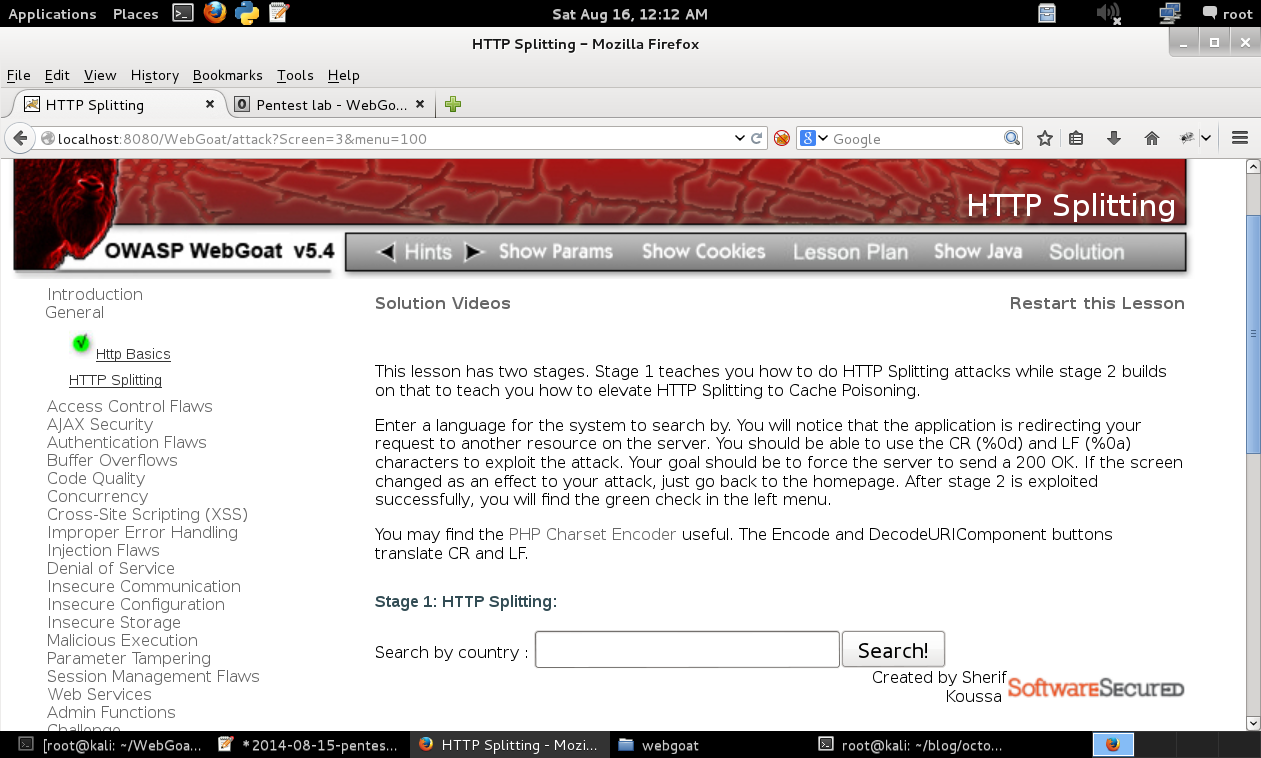 Applications Places Sat Aug 16, 12:12 AM root
HTTP Splitting - Mozilla Firefox
File Edit View History Bookmarks Tools Help
HTTP Splitting Pentest lab - WebGo...
localhost:8080/WebGoat/attack?Screen=3&menu=100 Google
HTTP Splitting
OWASP WebGoat v5.4
Hints Show Params Show Cookies Lesson Plan Show Java Solution
Introduction
General
Http Basics
HTTP Splitting
Access Control Flaws
AJAX Security
Authentication Flaws
Buffer Overflows
Code Quality
Concurrency
Cross-Site Scripting (XSS)
Improper Error Handling
Injection Flaws
Denial of Service
Insecure Communication
Insecure Configuration
Insecure Storage
Malicious Execution
Parameter Tampering
Session Management Flaws
Web Services
Admin Functions
Challenge
Solution Videos Restart this Lesson
This lesson has two stages. Stage 1 teaches you how to do HTTP Splitting attacks while stage 2 builds
on that to teach you how to elevate HTTP Splitting to Cache Poisoning.
Enter a language for the system to search by. You will notice that the application is redirecting your
request to another resource on the server. You should be able to use the CR (%0d) and LF (%0a)
characters to exploit the attack. Your goal should be to force the server to send a 200 OK. If the screen
changed as an effect to your attack, just go back to the homepage. After stage 2 is exploited
successfully, you will find the green check in the left menu.
You may find the PHP Charset Encoder useful. The Encode and DecodeURIComponent buttons
translate CR and LF.
Stage 1: HTTP Splitting:
Search by country : Search!
Created by Sherif
Koussa SoftwareSecured
[root@kali: ~/WebGoa... *2014-08-15-pentes... HTTP Splitting - Mozi... webgoat root@kali: ~/blog/octo...